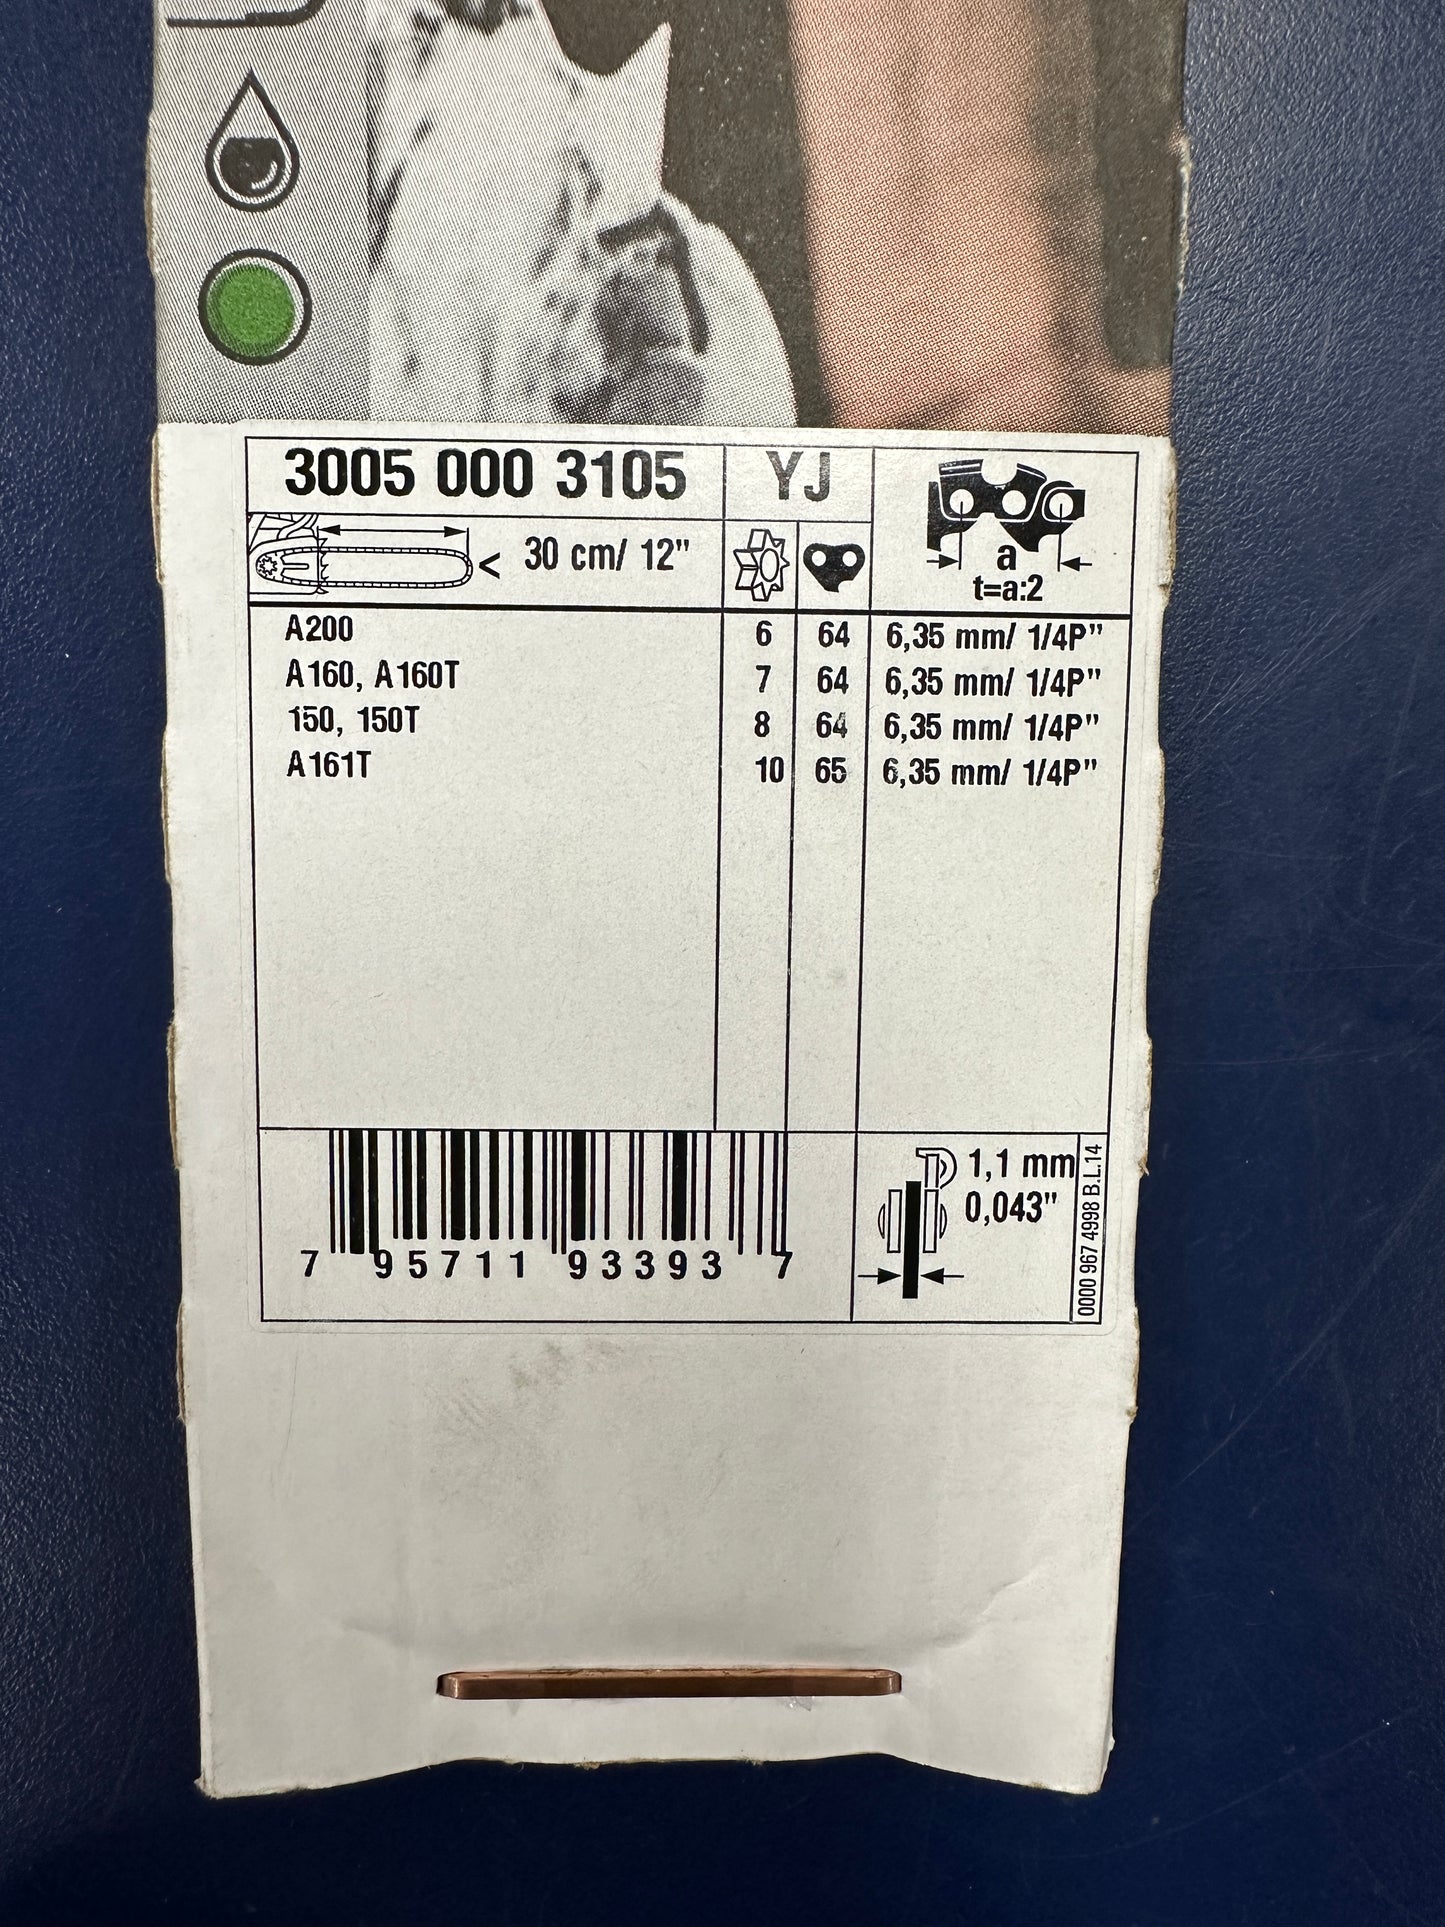 3005 000 3105 YJ
< 30 cm/ 12" a
t=a:2
A200 6 64 6,35 mm/ 1/4P"
A160, A160T 7 64 6,35 mm/ 1/4P"
150, 150T 8 64 6,35 mm/ 1/4P"
A161T 10 65 6,35 mm/ 1/4P"
1,1 mm
0,043"
0000 967 4998 B.L.14
7 95711 93393 7